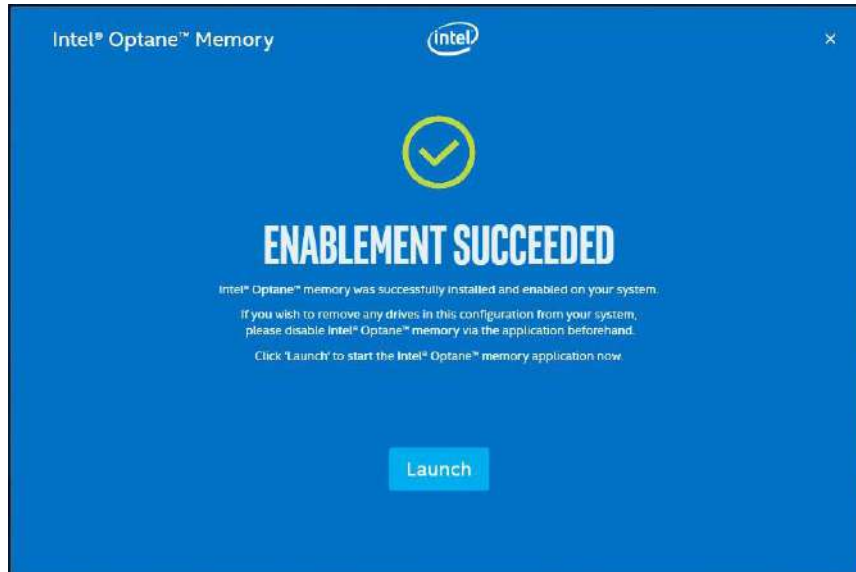 Intel® Optane™ Memory
intel
×
ENABLEMENT SUCCEEDED
Intel® Optane™ memory was successfully installed and enabled on your system.
If you wish to remove any drives in this configuration from your system,
please disable Intel® Optane™ memory via the application beforehand.
Click 'Launch' to start the Intel® Optane™ memory application now.
Launch